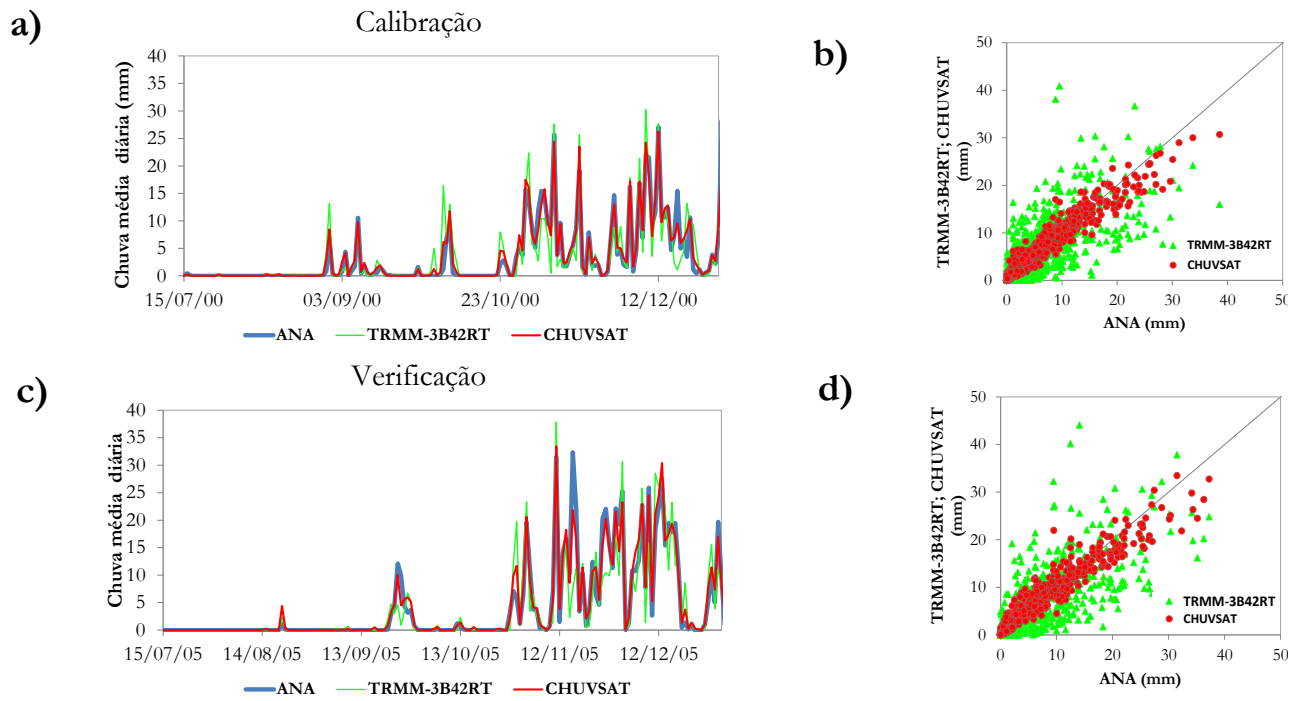 a)
Calibração
Chuva média diária (mm)
40
35
30
25
20
15
10
5
0
15/07/00
03/09/00
23/10/00
12/12/00
ANA
TRMM-3B42RT
CHUVSAT
b)
TRMM-3B42RT; CHUVSAT
(mm)
50
40
30
20
10
0
0
10
20
30
40
50
TRMM-3B42RT
CHUVSAT
ANA (mm)
c)
Verificação
Chuva média diária
40
35
30
25
20
15
10
5
0
15/07/05
14/08/05
13/09/05
13/10/05
12/11/05
12/12/05
ANA
TRMM-3B42RT
CHUVSAT
d)
TRMM-3B42RT; CHUVSAT
(mm)
50
40
30
20
10
0
0
10
20
30
40
50
TRMM-3B42RT
CHUVSAT
ANA (mm)